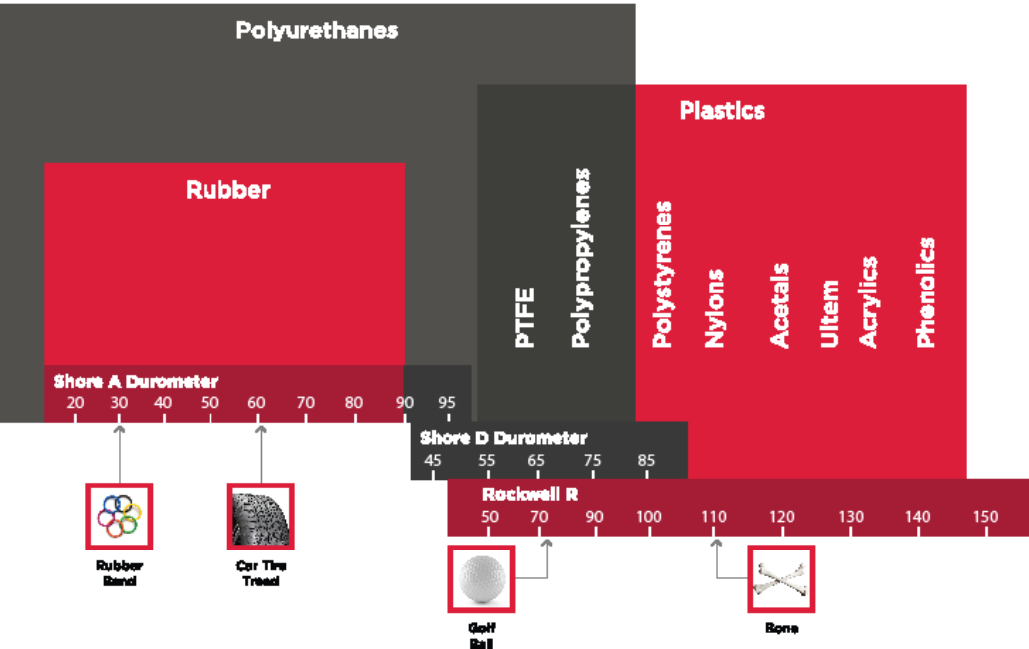 Polyurethanes
Plastics
Rubber
PTFE
Polypropylenes
Polystyrenes
Nylons
Acetals
Ultem
Acrylics
Phenolics
Shore A Durometer
20 30 40 50 60 70 80 90 95
Shore D Durometer
45 55 65 75 85
Rockwell R
50 70 90 100 110 120 130 140 150
Rubber
Band
Car Tire
Tread
Golf
Ball
Bone